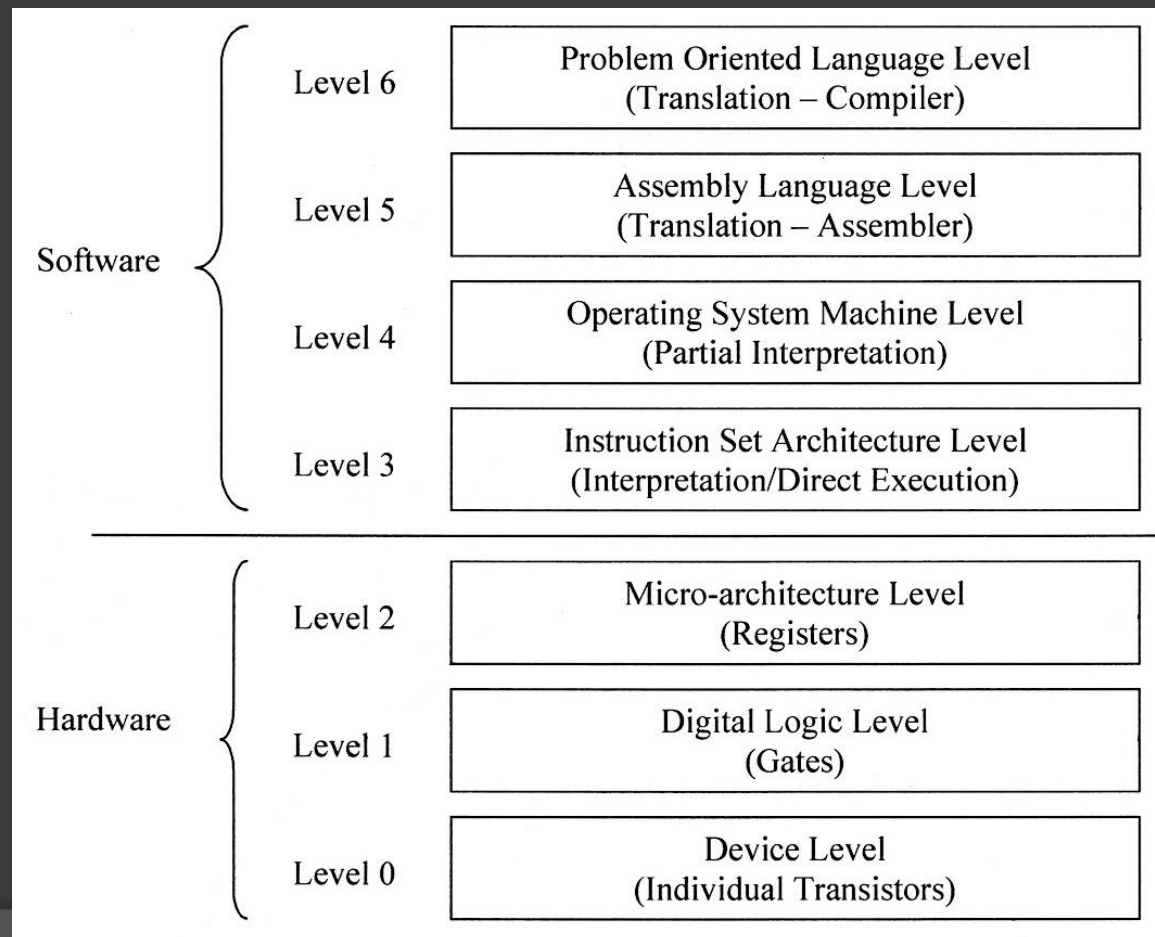 Level 6
Problem Oriented Language Level
(Translation – Compiler)
Level 5
Assembly Language Level
(Translation – Assembler)
Software
Level 4
Operating System Machine Level
(Partial Interpretation)
Level 3
Instruction Set Architecture Level
(Interpretation/Direct Execution)
Level 2
Micro-architecture Level
(Registers)
Hardware
Level 1
Digital Logic Level
(Gates)
Level 0
Device Level
(Individual Transistors)